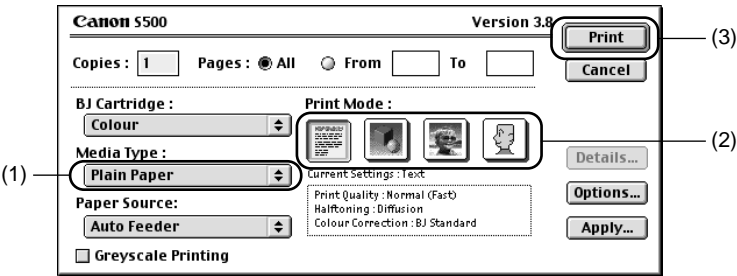 Canon S500
Version 3.8
Print
(3)
Copies : 1 Pages : All From To
Cancel
BJ Cartridge :
Print Mode :
Colour
(2)
Media Type :
Details...
(1)
Plain Paper
Current Settings : Text
Paper Source:
Print Quality : Normal (Fast)
Halftoning : Diffusion
Colour Correction : BJ Standard
Options...
Auto Feeder
Apply...
Greyscale Printing